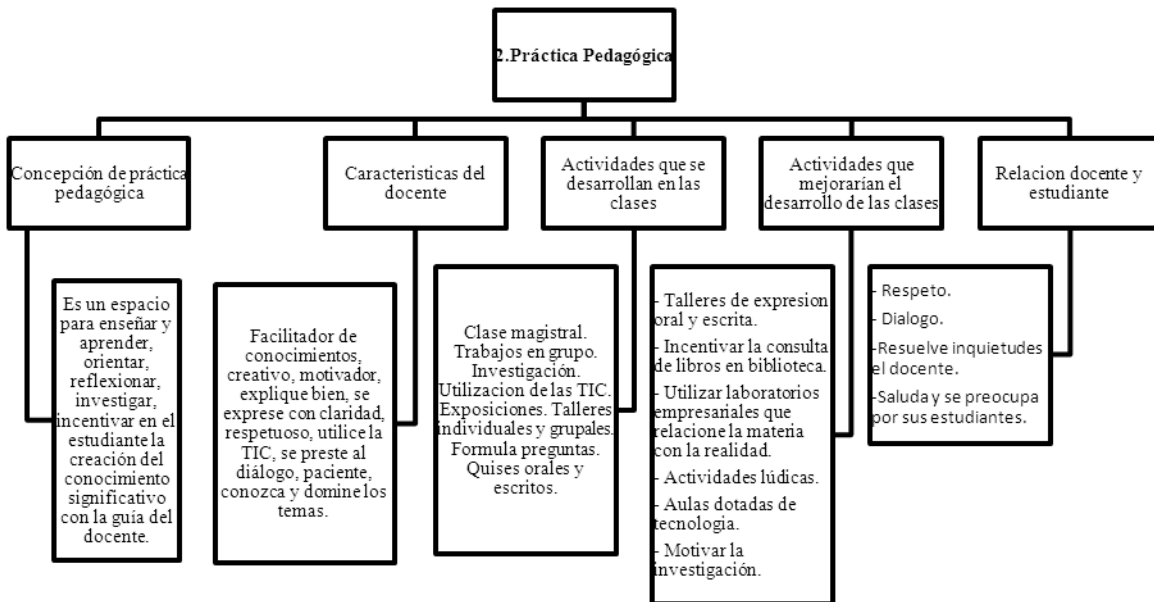 2.Práctica Pedagógica
Concepción de práctica
pedagógica
Caracteristicas del
docente
Actividades que se
desarrollan en las
clases
Actividades que
mejorarían el
desarrollo de las clases
Relacion docente y
estudiante
Es un espacio
para enseñar y
aprender,
orientar,
reflexionar,
investigar,
incentivar en el
estudiante la
creación del
conocimiento
significativo
con la guía del
docente.
Facilitador de
conocimientos,
creativo, motivador,
explique bien, se
exprese con claridad,
respetuoso, utilice la
TIC, se preste al
diálogo, paciente,
conozca y domine los
temas.
Clase magistral.
Trabajos en grupo.
Investigación.
Utilizacion de las TIC.
Exposiciones. Talleres
individuales y grupales.
Formula preguntas.
Quises orales y
escritos.
- Talleres de expresion
oral y escrita.
- Incentivar la consulta
de libros en biblioteca.
- Utilizar laboratorios
empresariales que
relacione la materia
con la realidad.
- Actividades lúdicas.
- Aulas dotadas de
tecnologia.
- Motivar la
investigación.
- Respeto.
- Dialogo.
-Resuelve inquietudes
el docente.
-Saluda y se preocupa
por sus estudiantes.